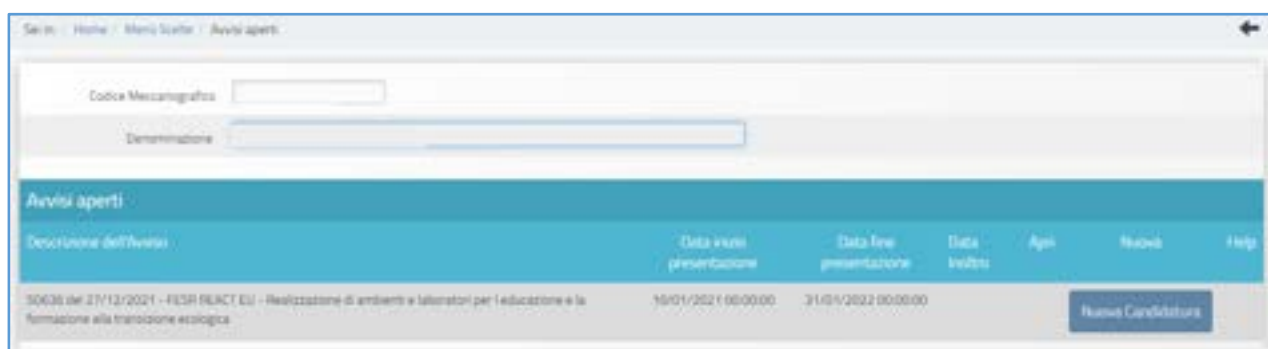 Sei in: Home / Menù Scelte / Avvisi aperti
Codice Meccanografico
Denominazione
Avvisi aperti
Descrizione dell'Avviso Data inizio Data fine Data Apri Nuova Help
presentazione presentazione Inoltro
50636 del 27/12/2021 - FESR REACT EU - Realizzazione di ambienti e laboratori per l educazione e la 10/01/2021 00:00:00 31/01/2022 00:00:00
formazione alla transizione ecologica
Nuova Candidatura